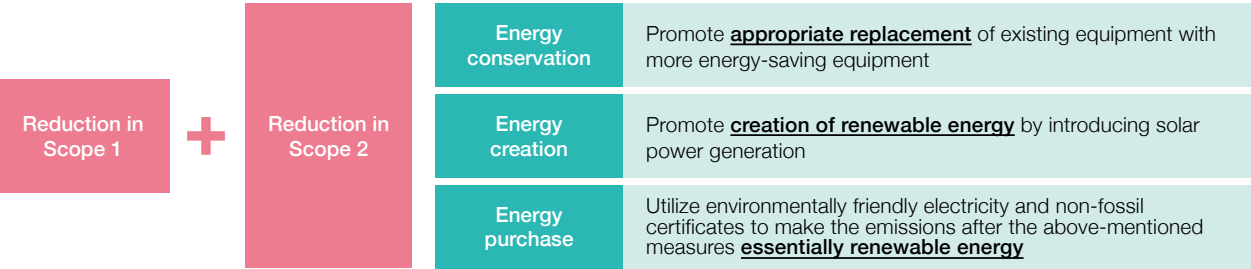 Reduction in
Scope 1
+
Reduction in
Scope 2
Energy
conservation
Promote appropriate replacement of existing equipment with
more energy-saving equipment
Energy
creation
Promote creation of renewable energy by introducing solar
power generation
Energy
purchase
Utilize environmentally friendly electricity and non-fossil
certificates to make the emissions after the above-mentioned
measures essentially renewable energy